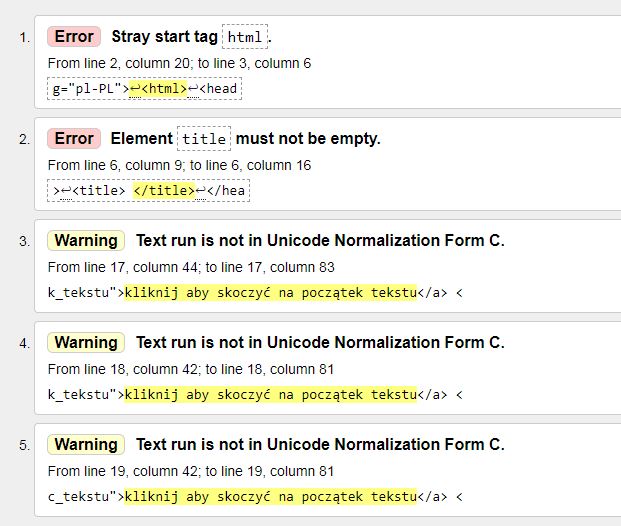 1. Error Stray start tag html.
From line 2, column 20; to line 3, column 6
g="pl-PL">↩<html>↩<head
2. Error Element title must not be empty.
From line 6, column 9; to line 6, column 16
>↩<title> </title>↩</hea
3. Warning Text run is not in Unicode Normalization Form C.
From line 17, column 44; to line 17, column 83
k_tekstu">kliknij aby skoczyć na początek tekstu</a> <
4. Warning Text run is not in Unicode Normalization Form C.
From line 18, column 42; to line 18, column 81
k_tekstu">kliknij aby skoczyć na początek tekstu</a> <
5. Warning Text run is not in Unicode Normalization Form C.
From line 19, column 42; to line 19, column 81
c_tekstu">kliknij aby skoczyć na początek tekstu</a> <